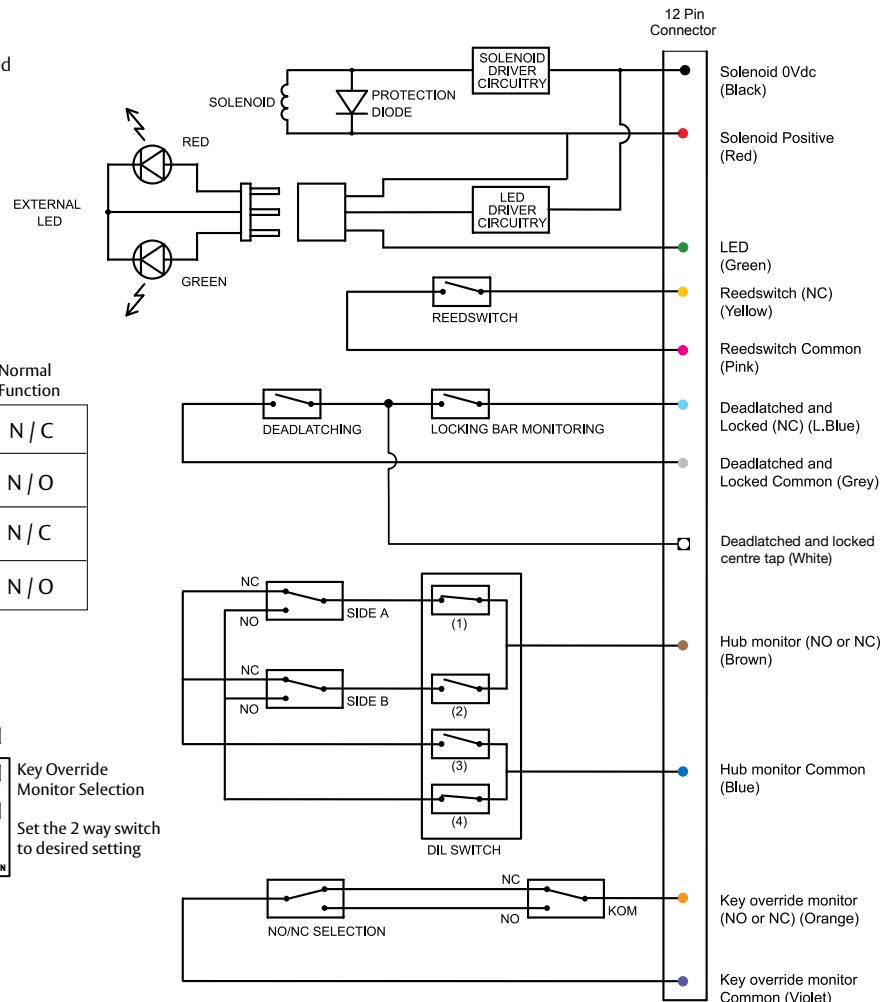 12 Pin
Connector
ed
SOLENOID
DRIVER
CIRCUITRY
Solenoid 0Vdc
(Black)
SOLENOID
PROTECTION
DIODE
RED
Solenoid Positive
(Red)
EXTERNAL
LED
LED
DRIVER
CIRCUITRY
LED
(Green)
GREEN
Reedswitch (NC)
(Yellow)
REEDSWITCH
Reedswitch Common
(Pink)
Normal
Function
N / C
N / O
N / C
N / O
Deadlatched and
Locked (NC) (L.Blue)
DEADLATCHING
LOCKING BAR MONITORING
Deadlatched and
Locked Common (Grey)
Deadlatched and locked
centre tap (White)
NC
NO
SIDE A
(1)
Hub monitor (NO or NC)
(Brown)
NC
NO
SIDE B
(2)
(3)
Hub monitor Common
(Blue)
(4)
DIL SWITCH
Key Override
Monitor Selection
Set the 2 way switch
to desired setting
N
NC
NO
KOM
NO/NC SELECTION
Key override monitor
(NO or NC) (Orange)
Key override monitor
Common (Violet)